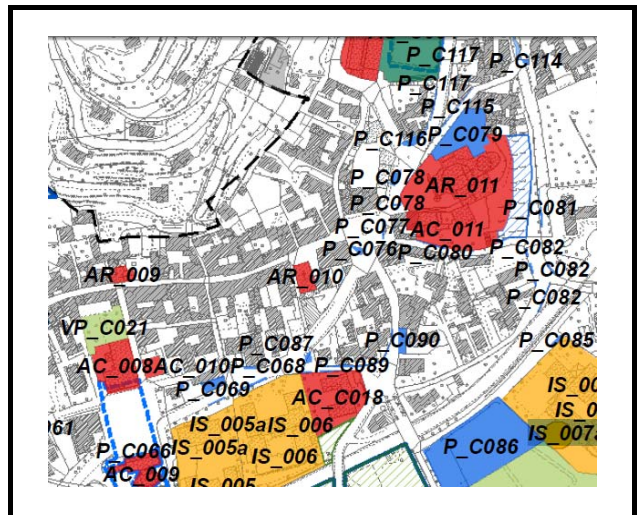 P_C117
P_C114
P_C117
P_C115
P_C116 P_C079
P_C078
AR_011
P_C078
P_C081
P_C077 AC_011
P_C076 P_C080 P_C082
AR_009 AR_010 P_C082
P_C082
VP_C021
P_C087 P_C090 P_C085
AC_008 AC_010 P_C068 P_C089
P_C069 AC_C018
IS_005a IS_006
P_C066 IS_005a IS_006 P_C086 IS_007a
AC_009